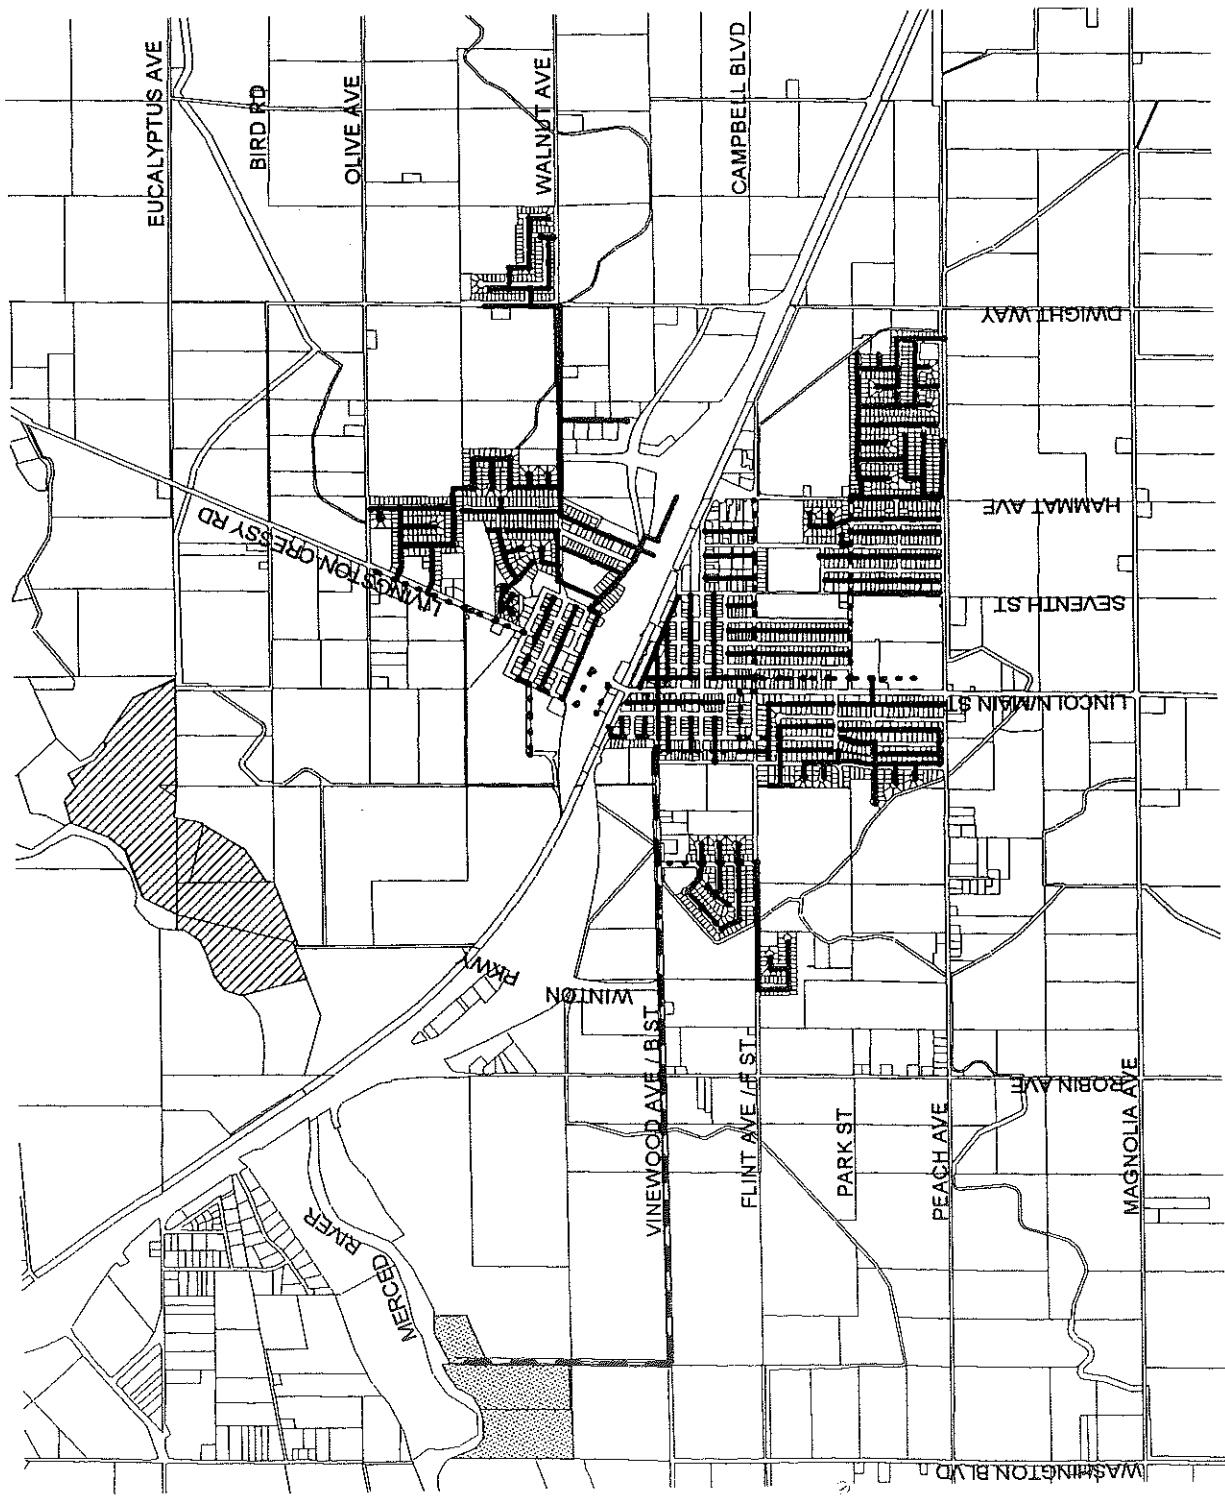 EUCALYPTUS AVE
BIRD RD
OLIVE AVE
WALNUT AVE
CAMPBELL BLVD
DWIGHT WAY
LIVINGSTON-CRESSY RD
HAMMAT AVE
SEVENTH ST
LINCOLN/MAIN ST
PKWY
WINTON
VINEWOOD AVE / B ST
FLINT AVE / F ST
PARK ST
PEACH AVE
ROBIN AVE
MAGNOLIA AVE
MERCED RIVER
WASHINGTON BLVD